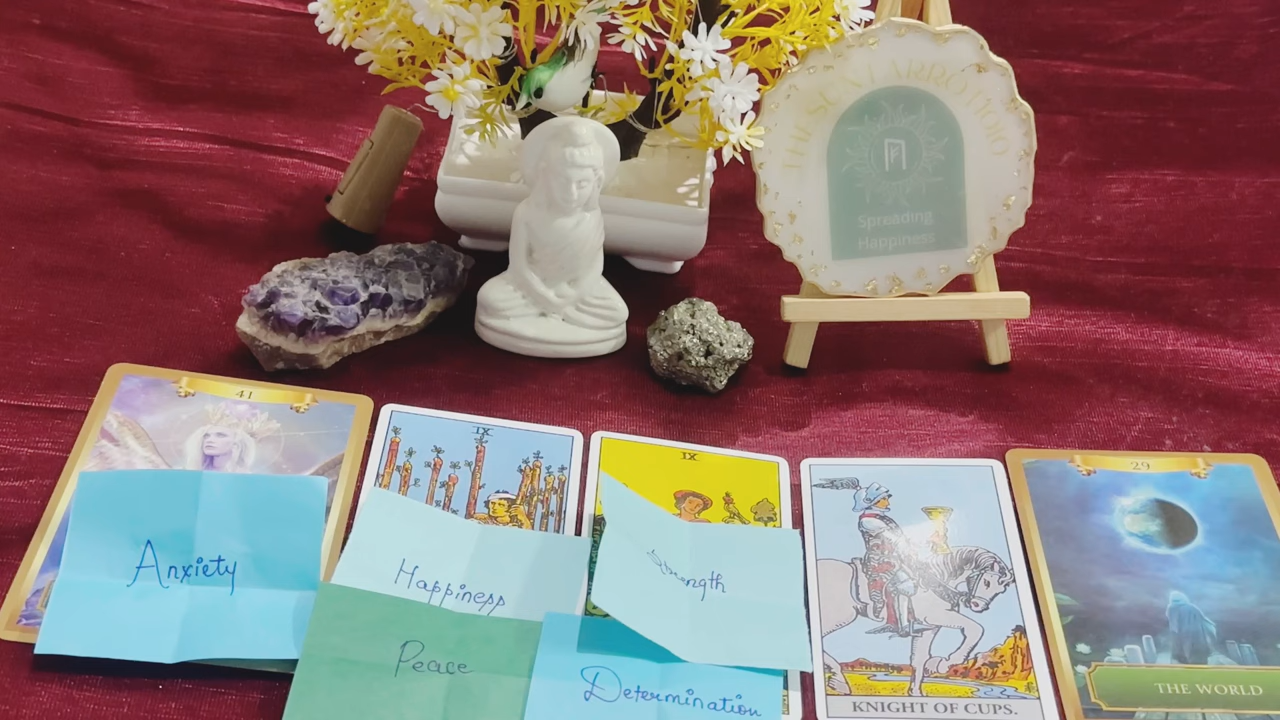 Spreading
Happiness
41
IX
IX
29
Anxiety
Happiness
Strength
Peace
Determination
KNIGHT OF CUPS.
THE WORLD